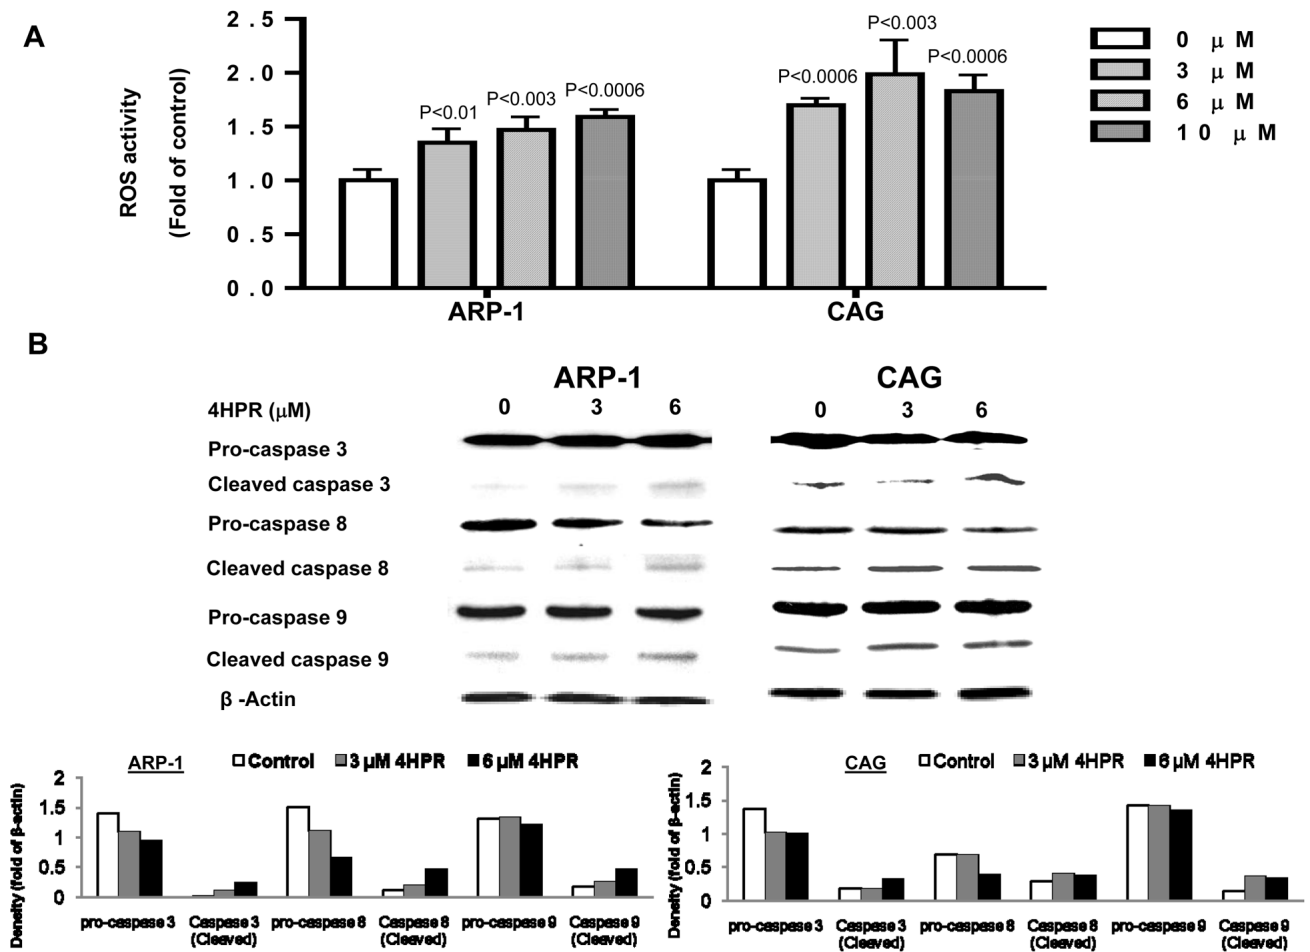 A
ROS activity
(Fold of control)
2.5
2.0
1.5
1.0
0.5
0.0
P<0.01
P<0.003
P<0.0006
P<0.0006
P<0.003
P<0.0006
ARP-1
CAG
0 μM
3 μM
6 μM
10 μM
B
ARP-1
CAG
4HPR (μM)
0 3 6
0 3 6
Pro-caspase 3
Cleaved caspase 3
Pro-caspase 8
Cleaved caspase 8
Pro-caspase 9
Cleaved caspase 9
β -Actin
ARP-1
Control 3 μM 4HPR 6 μM 4HPR
Density (fold of β-actin)
2
1.5
1
0.5
0
pro-caspase 3
Caspase 3
(Cleaved)
pro-caspase 8
Caspase 8
(Cleaved)
pro-caspase 9
Caspase 9
(Cleaved)
CAG
Control 3 μM 4HPR 6 μM 4HPR
Density (fold of β-actin)
2
1.5
1
0.5
0
pro-caspase 3
Caspase 3
(Cleaved)
pro-caspase 8
Caspase 8
(Cleaved)
pro-caspase 9
Caspase 9
(Cleaved)